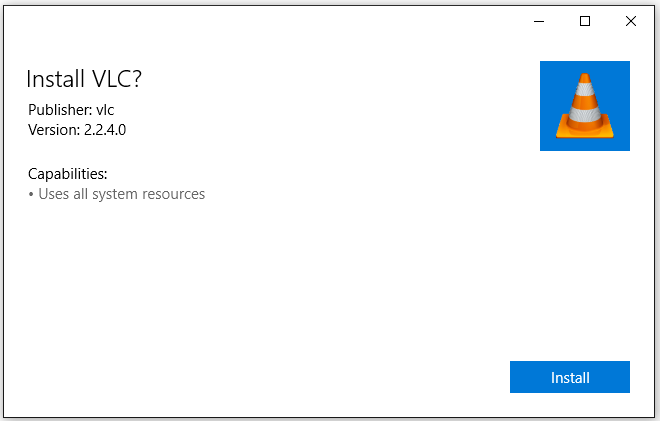 Install VLC?
Publisher: vlc
Version: 2.2.4.0
Capabilities:
• Uses all system resources
Install